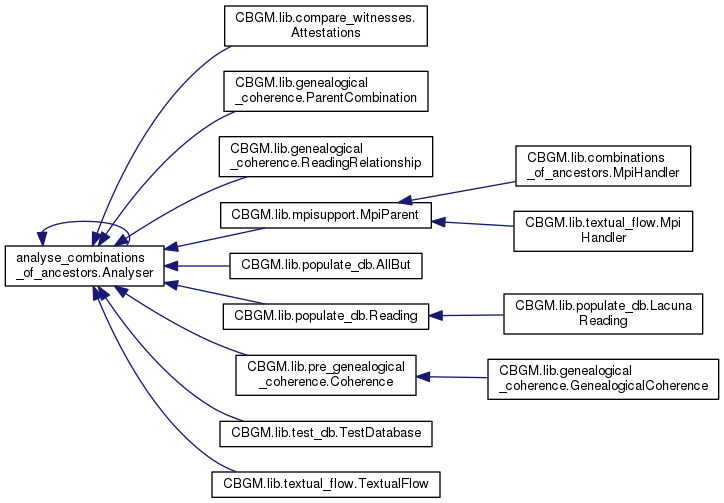 CBGM.lib.compare_witnesses.
Attestations
CBGM.lib.genealogical
_coherence.ParentCombination
CBGM.lib.genealogical
_coherence.ReadingRelationship
CBGM.lib.combinations
_of_ancestors.MpiHandler
CBGM.lib.mpisupport.MpiParent
CBGM.lib.textual_flow.Mpi
Handler
analyse_combinations
_of_ancestors.Analyser
CBGM.lib.populate_db.AllBut
CBGM.lib.populate_db.Reading
CBGM.lib.populate_db.Lacuna
Reading
CBGM.lib.pre_genealogical
_coherence.Coherence
CBGM.lib.genealogical
_coherence.GenealogicalCoherence
CBGM.lib.test_db.TestDatabase
CBGM.lib.textual_flow.TextualFlow